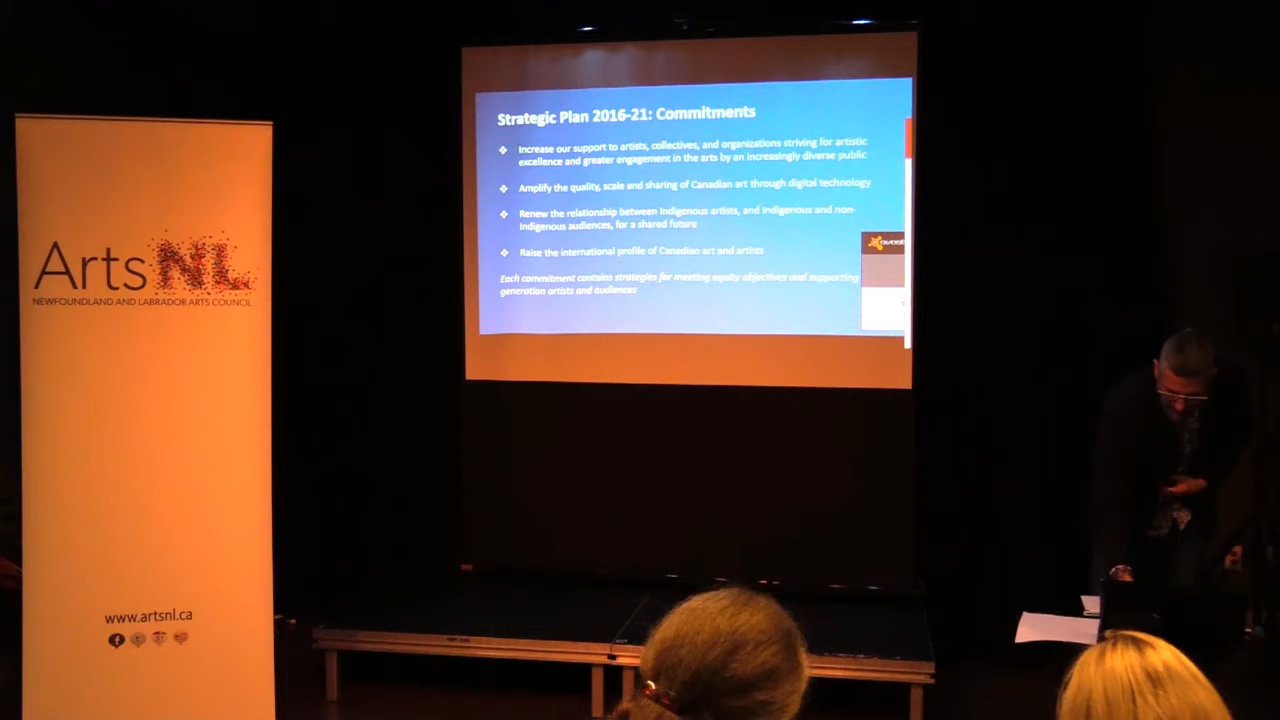 Strategic Plan 2016-21: Commitments
❖ Increase our support to artists, collectives, and organizations striving for artistic
excellence and greater engagement in the arts by an increasingly diverse public
❖ Amplify the quality, scale and sharing of Canadian art through digital technology
❖ Renew the relationship between Indigenous artists, and Indigenous and non-
Indigenous audiences, for a shared future
❖ Raise the international profile of Canadian art and artists
Each commitment contains strategies for meeting equity objectives and supporting
generation artists and audiences
avast
ArtsNL
NEWFOUNDLAND AND LABRADOR ARTS COUNCIL
www.artsnl.ca